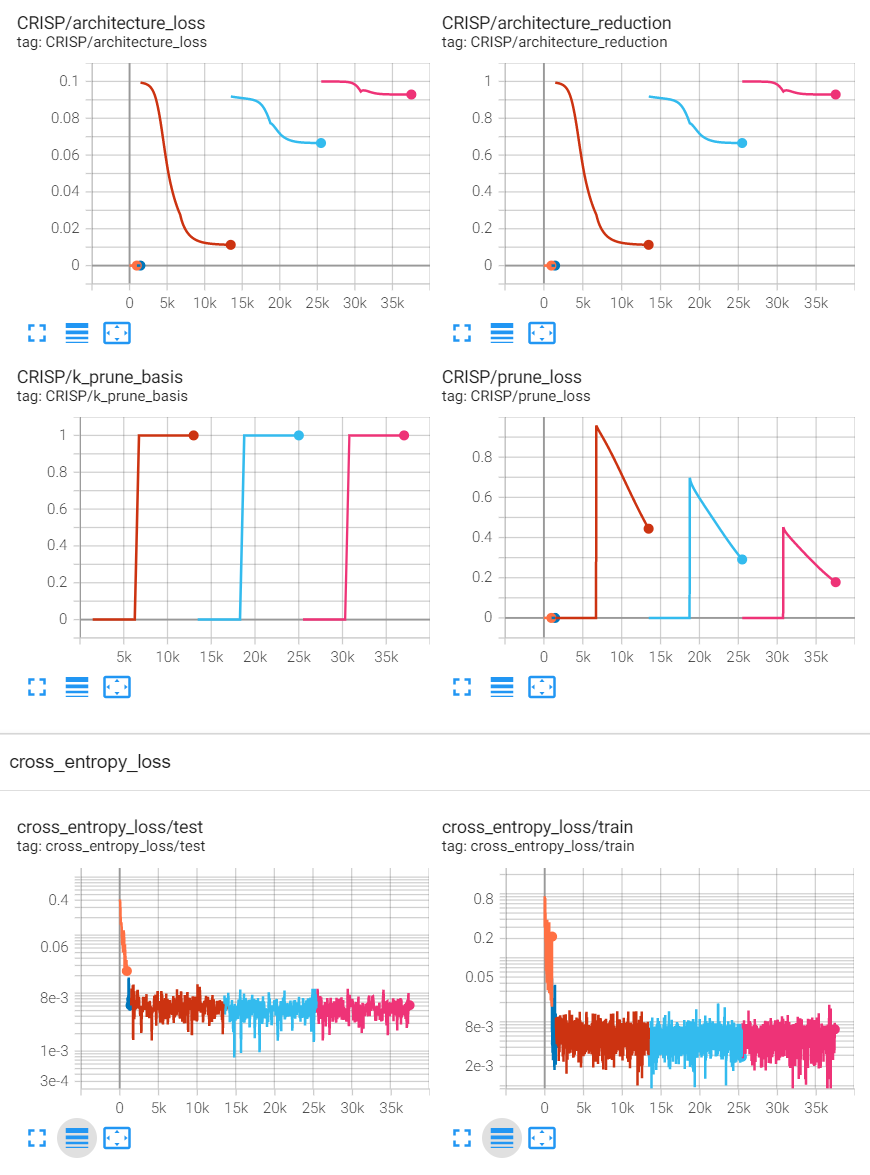 CRISP/architecture_loss
tag: CRISP/architecture_loss
0.1
0.08
0.06
0.04
0.02
0
0 5k 10k 15k 20k 25k 30k 35k
CRISP/architecture_reduction
tag: CRISP/architecture_reduction
1
0.8
0.6
0.4
0.2
0
0 5k 10k 15k 20k 25k 30k 35k
CRISP/k_prune_basis
tag: CRISP/k_prune_basis
1
0.8
0.6
0.4
0.2
0
5k 10k 15k 20k 25k 30k 35k
CRISP/prune_loss
tag: CRISP/prune_loss
0.8
0.6
0.4
0.2
0
0 5k 10k 15k 20k 25k 30k 35k
cross_entropy_loss
cross_entropy_loss/test
tag: cross_entropy_loss/test
0.4
0.06
8e-3
1e-3
3e-4
0 5k 10k 15k 20k 25k 30k 35k
cross_entropy_loss/train
tag: cross_entropy_loss/train
0.8
0.2
0.05
8e-3
2e-3
0 5k 10k 15k 20k 25k 30k 35k